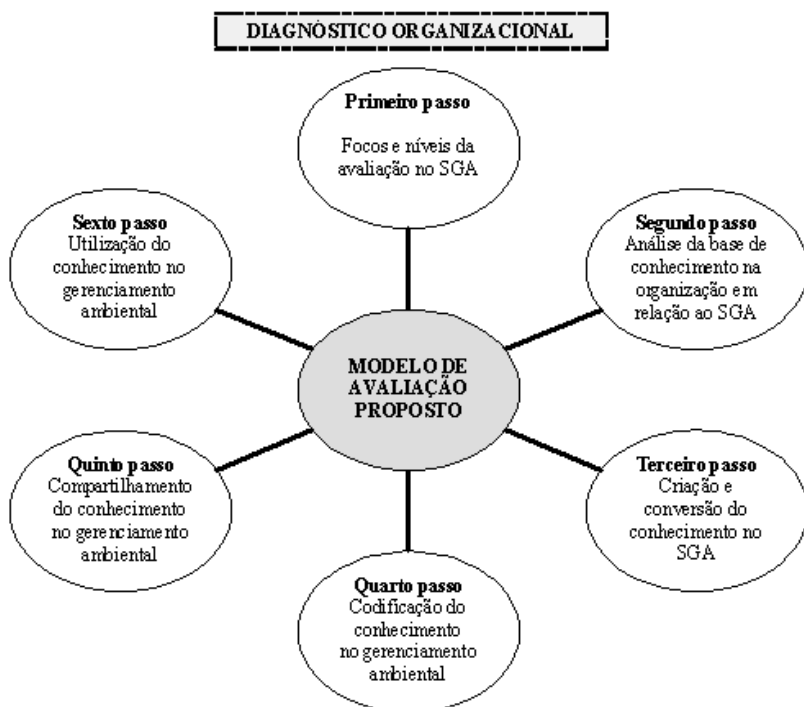 DIAGNÓSTICO ORGANIZACIONAL
Primeiro passo
Focos e níveis da
avaliação no SGA
Segundo passo
Análise da base de
conhecimento na
organização em
relação ao SGA
Terceiro passo
Criação e
conversão do
conhecimento no
SGA
Quarto passo
Codificação do
conhecimento
no gerenciamento
ambiental
Quinto passo
Compartilhamento
do conhecimento
no gerenciamento
ambiental
Sexto passo
Utilização do
conhecimento no
gerenciamento
ambiental
MODELO DE
AVALIAÇÃO
PROPOSTO